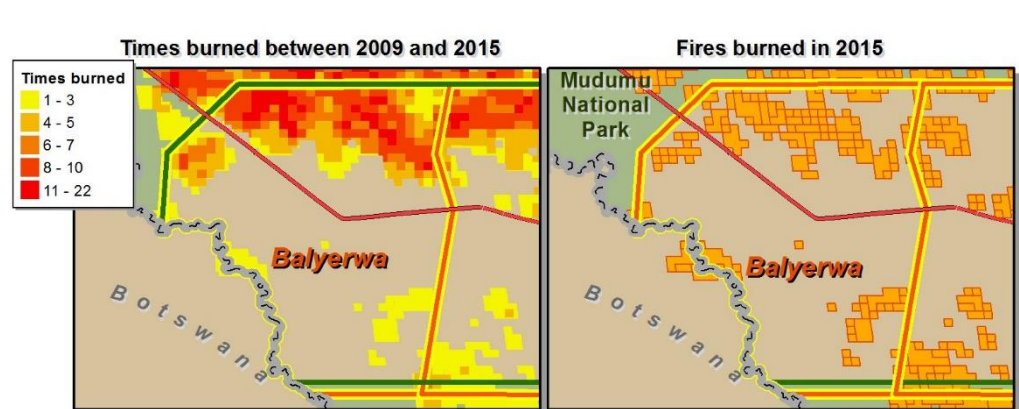 Times burned between 2009 and 2015
Times burned
1 - 3
4 - 5
6 - 7
8 - 10
11 - 22
Balyerwa
Botswana
Fires burned in 2015
Mudumu
National
Park
Balyerwa
Botswana